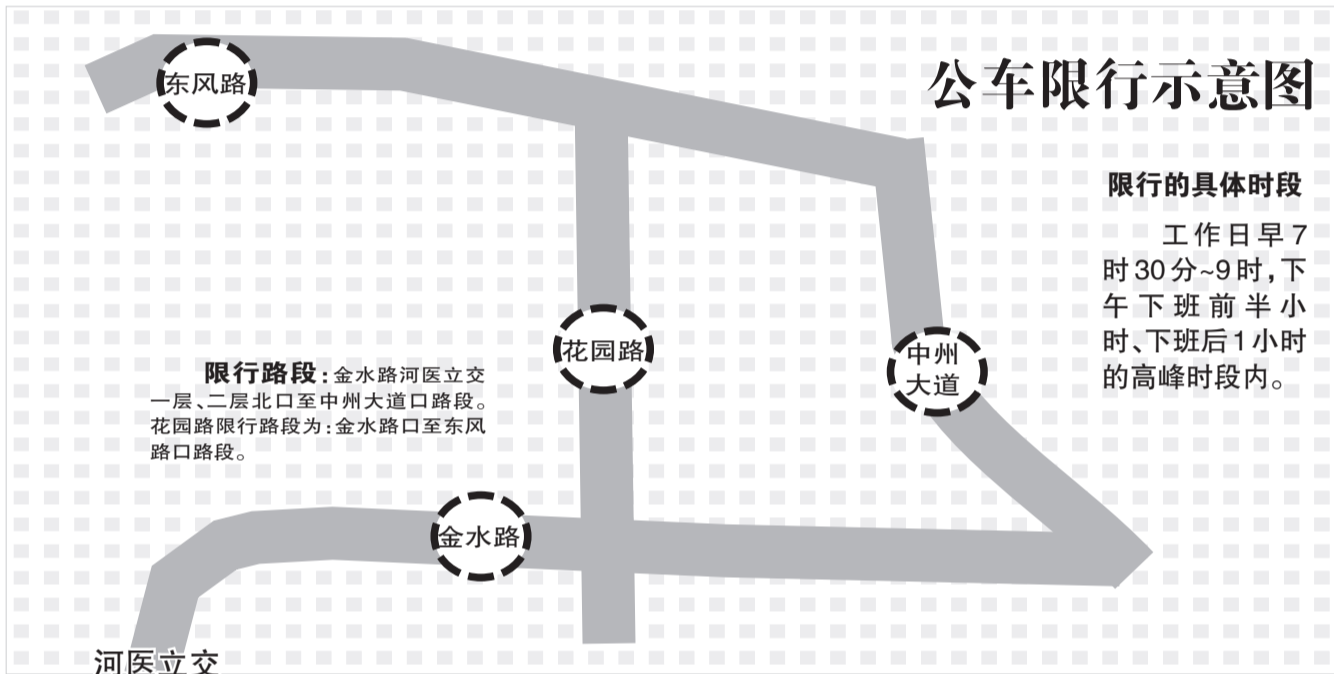 公车限行示意图
东风路
限行的具体时段
工作日早7
时30分~9时,下
午下班前半小
时、下班后1小时
的高峰时段内。
花园路
中州
大道
限行路段:金水路河医立交
一层、二层北口至中州大道口路段。
花园路限行路段为:金水路口至东风
路口路段。
金水路
河医立交